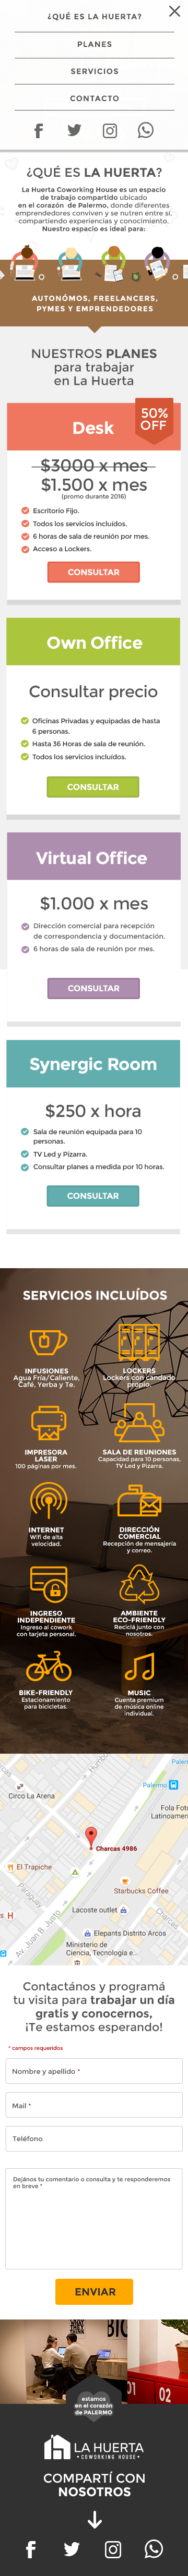 ¿QUÉ ES LA HUERTA?
PLANES
SERVICIOS
CONTACTO
¿QUÉ ES LA HUERTA?
La Huerta Coworking House es un espacio
de trabajo compartido ubicado
en el corazón de Palermo, donde diferentes
emprendedores conviven y se nutren entre sí,
compartiendo experiencias y conocimiento.
Nuestro espacio es ideal para:
AUTONÓMOS, FREELANCERS,
PYMES Y EMPRENDEDORES
NUESTROS PLANES
para trabajar
en La Huerta
50%
OFF
Desk
$3000 x mes
$1.500 x mes
(promo durante 2016)
Escritorio Fijo.
Todos los servicios incluídos.
6 horas de sala de reunión por mes.
Acceso a Lockers.
CONSULTAR
Own Office
Consultar precio
Oficinas Privadas y equipadas de hasta
6 personas.
Hasta 36 Horas de sala de reunión.
Todos los servicios incluídos.
CONSULTAR
Virtual Office
$1.000 x mes
Dirección comercial para recepción
de correspondencia y documentación.
6 horas de sala de reunión por mes.
CONSULTAR
Synergic Room
$250 x hora
Sala de reunión equipada para 10
personas.
TV Led y Pizarra.
Consultar planes a medida por 10 horas.
CONSULTAR
SERVICIOS INCLUÍDOS
INFUSIONES
Agua Fría/Caliente,
Café, Yerba y Te.
LOCKERS
Lockers con candado
propio.
IMPRESORA
LASER
100 páginas por mes.
SALA DE REUNIONES
Capacidad para 10 personas,
TV Led y Pizarra.
INTERNET
Wifi de alta
velocidad.
DIRECCIÓN
COMERCIAL
Recepción de mensajería
y correo.
INGRESO
INDEPENDIENTE
Ingreso al cowork
con tarjeta personal.
AMBIENTE
ECO-FRIENDLY
Reciclá junto con
nosotros.
BIKE-FRIENDLY
Estacionamiento
para bicicletas.
MUSIC
Cuenta premium
de música online
individual.
Palermo
Circo La Arena
Charcas 4986
El Trapiche
Starbucks Coffee
Paraguay
Charcas
Lacoste outlet
Av. Juan B. Justo
Elepants Distrito Arcos
Ministerio de
Ciencia, Tecnología e...
Contactános y programá
tu visita para trabajar un día
gratis y conocernos,
¡Te estamos esperando!
* campos requeridos
Nombre y apellido *
Mail *
Teléfono
Dejános tu comentario o consulta y te responderemos
en breve *
ENVIAR
01
02
estamos
en el corazón
de PALERMO
LA HUERTA
•COWORKING HOUSE•
COMPARTÍ CON
NOSOTROS